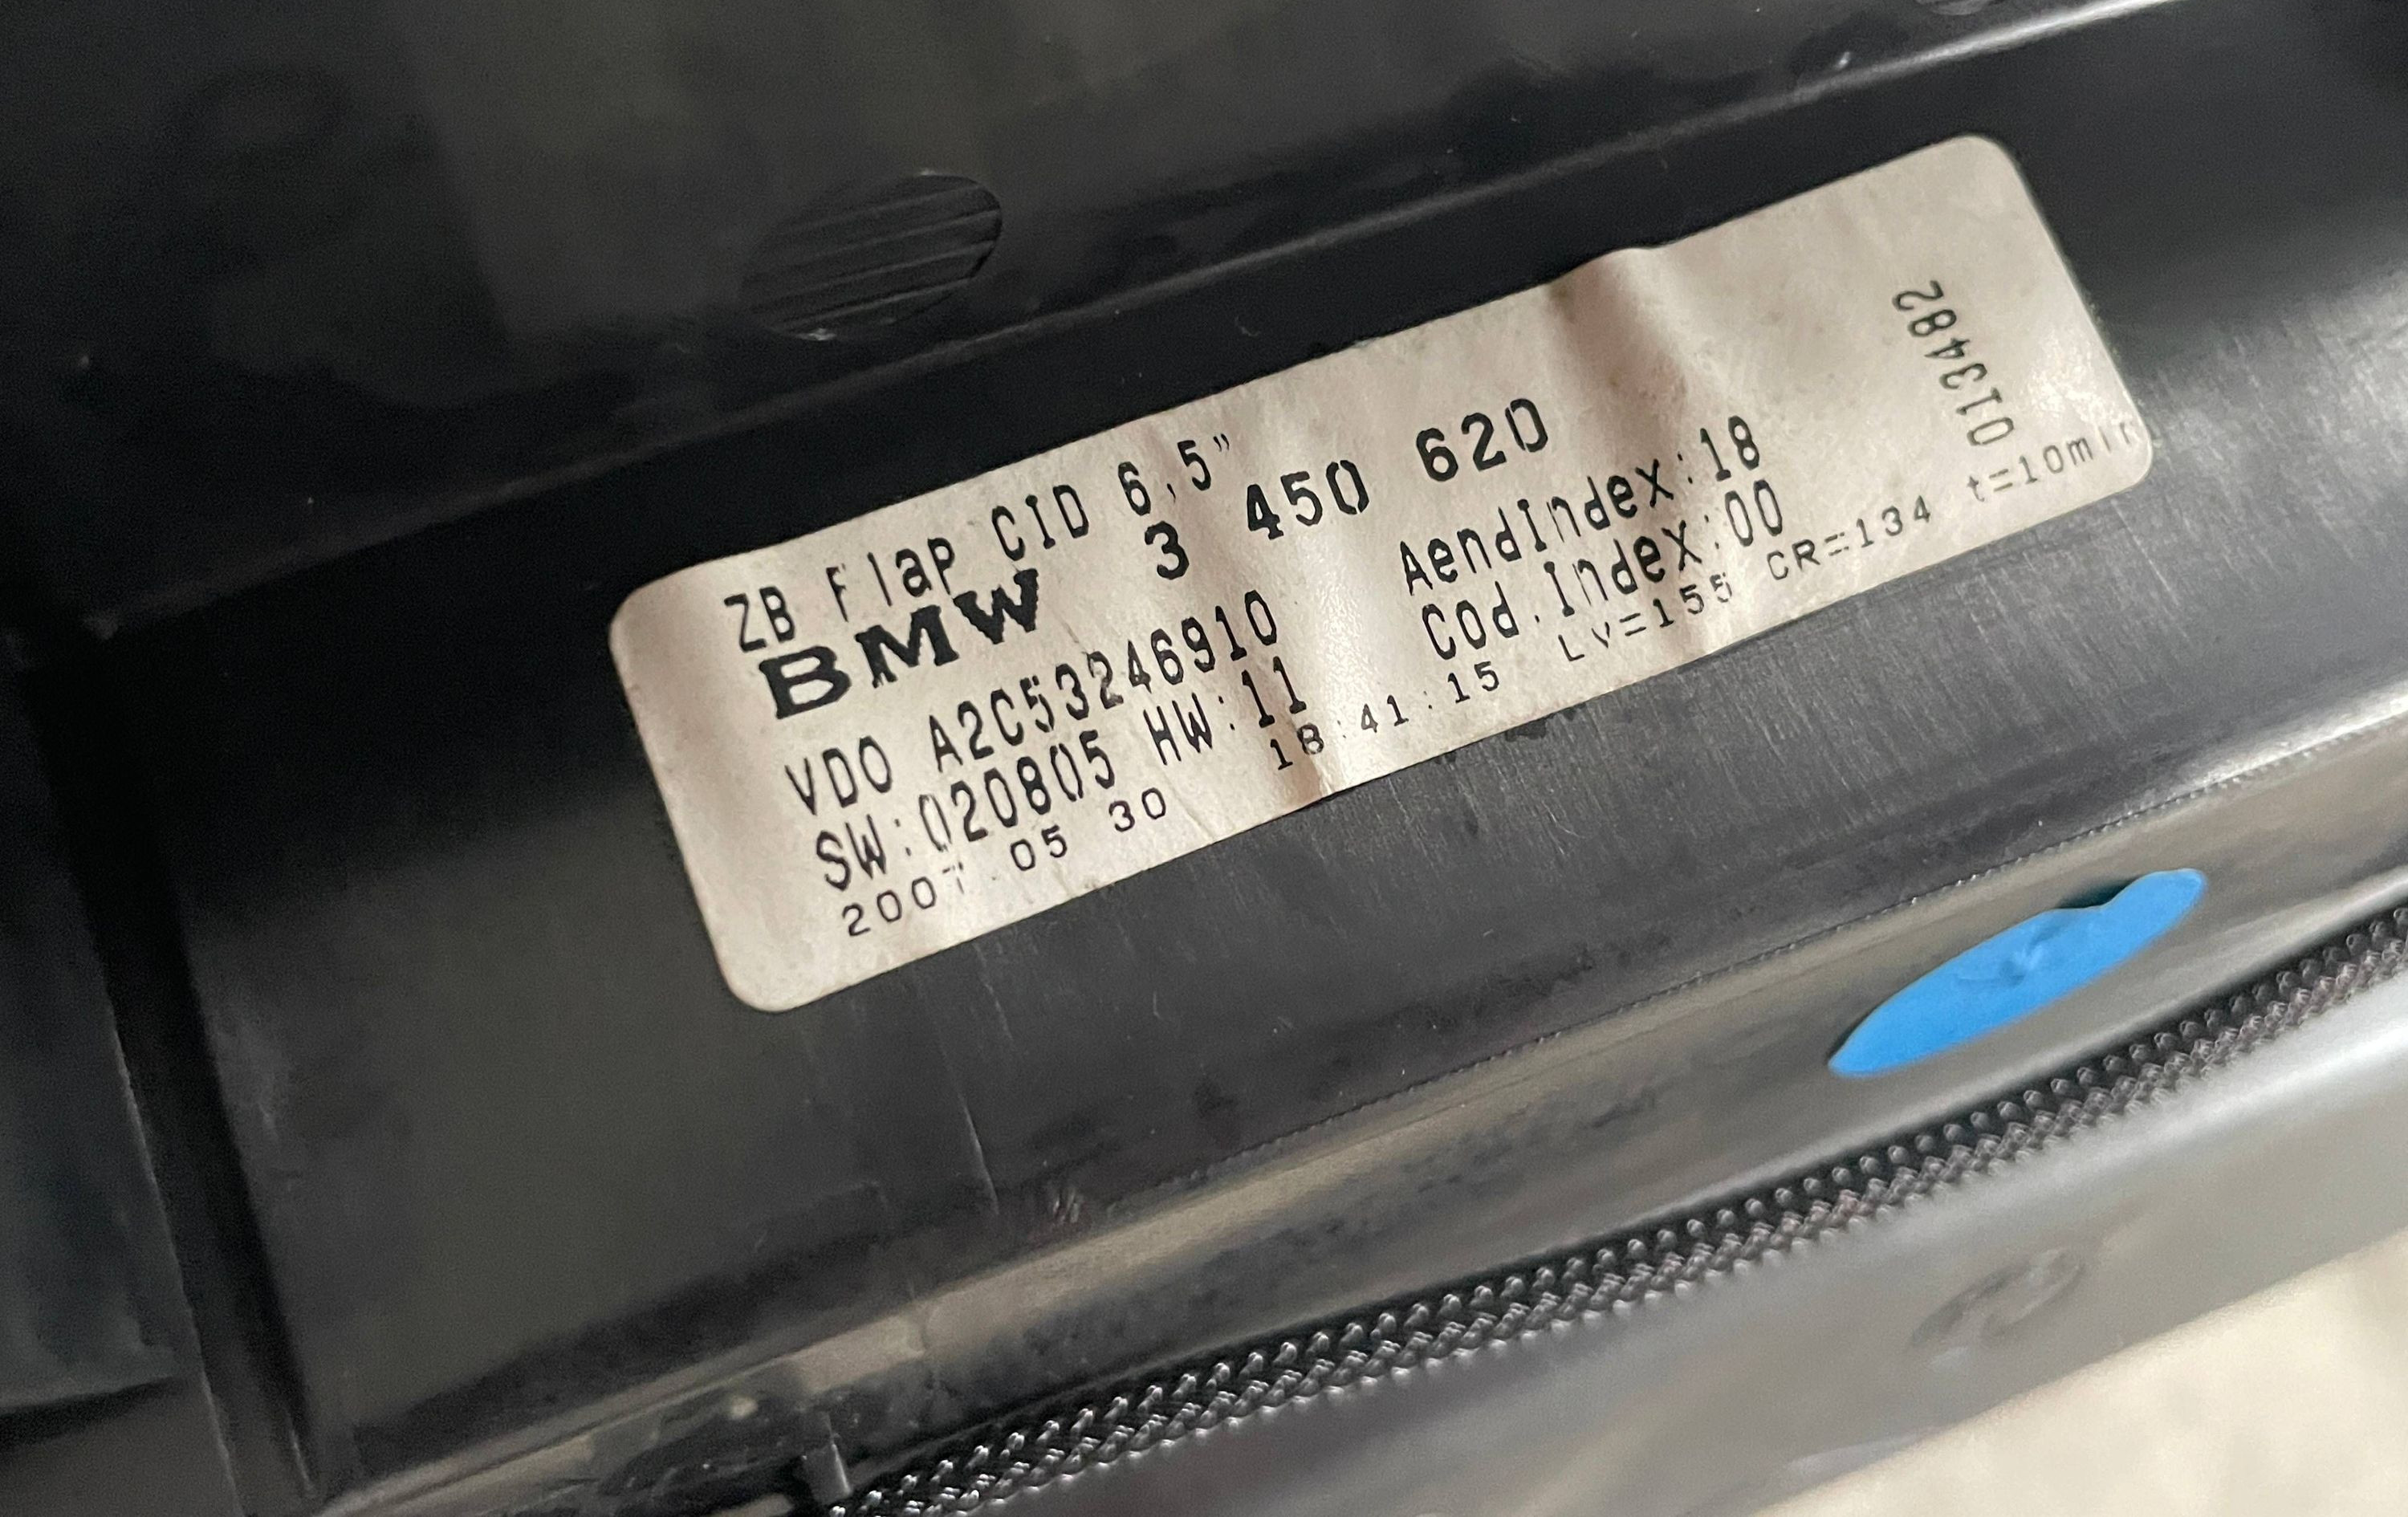 ZB Flap CID 6,5"
BMW 3 450 620
VDO A2C53246910 AendIndex:18
SW:020805 HW:11 Cod.Index:00
2007.05 30 18:41:15 LV=155 CR=134 t=10min
013482